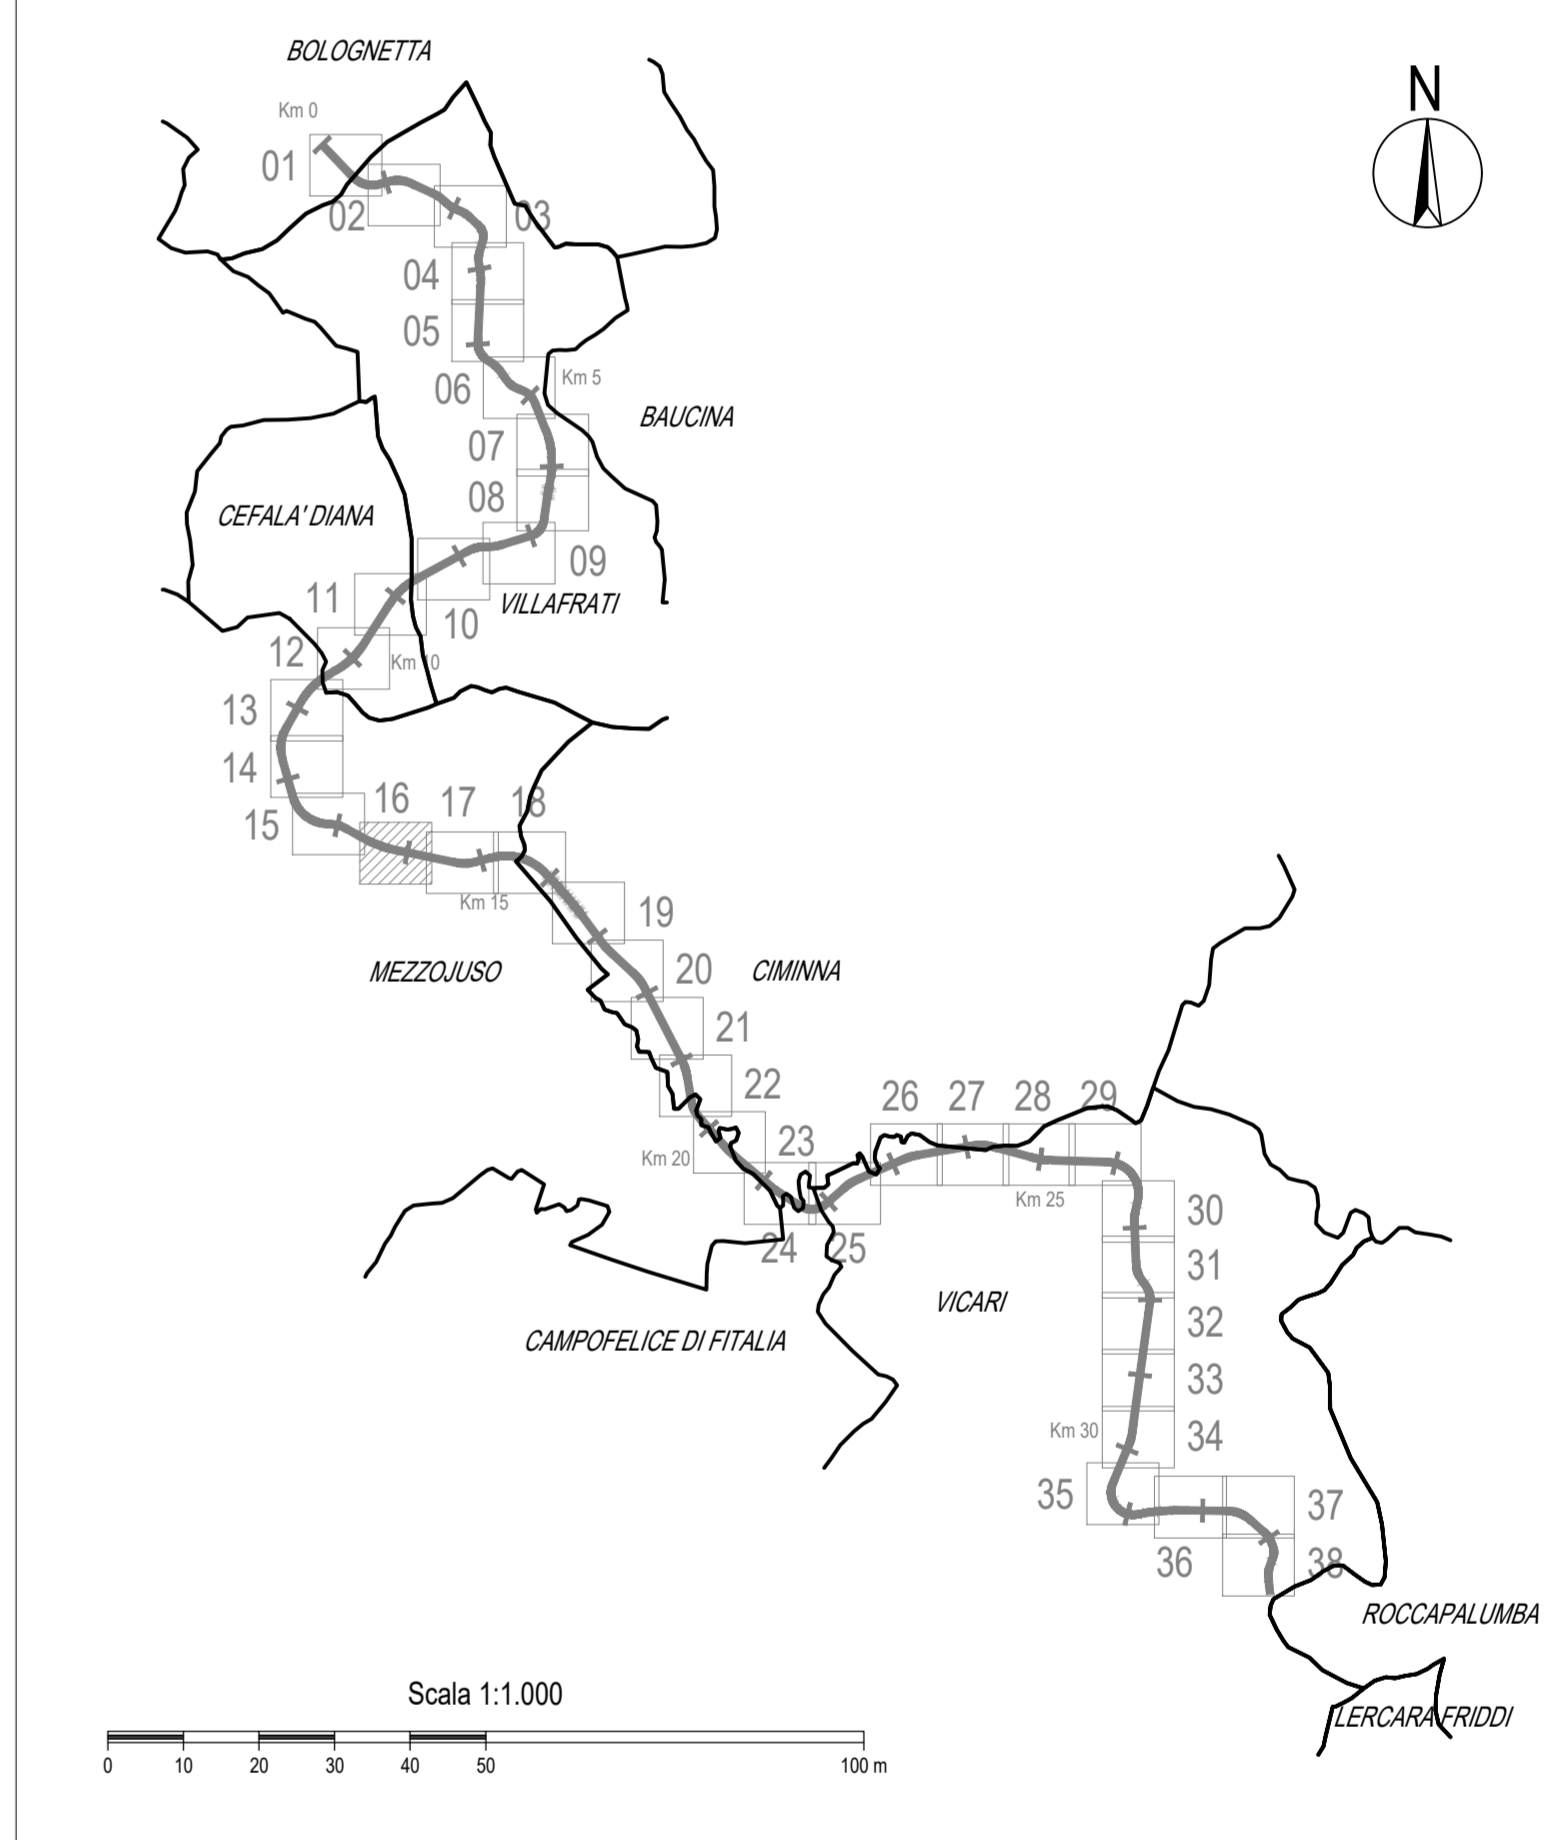 BOLOGNETTA
N
Km 0
01
02
03
04
05
06
Km 5
BAUCINA
07
08
CEFALA' DIANA
09
11
VILLAFRATI
10
12
Km 10
13
14
15
16
17
18
Km 15
19
MEZZOJUSO
20
CIMINNA
21
22
26
27
28
29
23
Km 20
Km 25
30
24
25
31
VICARI
32
CAMPOFELICE DI FITALIA
33
Km 30
34
35
37
36
38
ROCCAPALUMBA
Scala 1:1.000
LERCARA FRIDDI
0 10 20 30 40 50 100 m